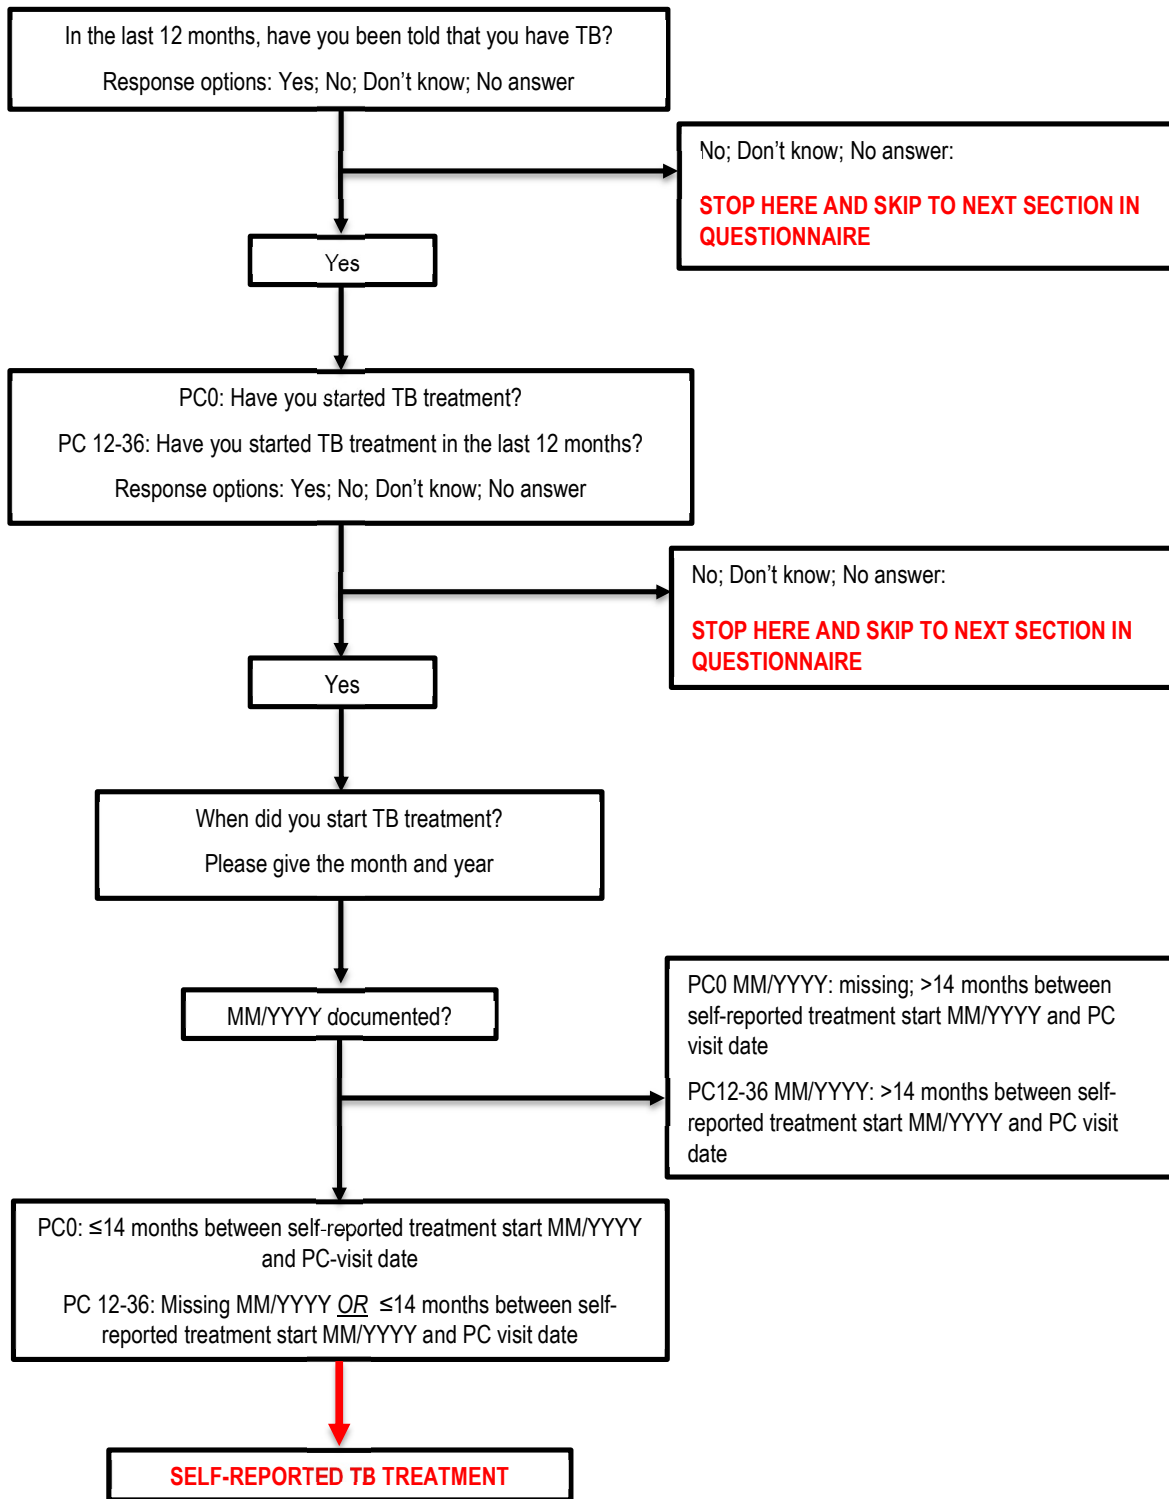 In the last 12 months, have you been told that you have TB?
Response options: Yes; No; Don't know; No answer
No; Don't know; No answer:
STOP HERE AND SKIP TO NEXT SECTION IN
QUESTIONNAIRE
Yes
PC0: Have you started TB treatment?
PC 12-36: Have you started TB treatment in the last 12 months?
Response options: Yes; No; Don't know; No answer
No; Don't know; No answer:
STOP HERE AND SKIP TO NEXT SECTION IN
QUESTIONNAIRE
Yes
When did you start TB treatment?
Please give the month and year
MM/YYYY documented?
PC0 MM/YYYY: missing; >14 months between
self-reported treatment start MM/YYYY and PC
visit date
PC12-36 MM/YYYY: >14 months between self-
reported treatment start MM/YYYY and PC visit
date
PC0: ≤14 months between self-reported treatment start MM/YYYY
and PC-visit date
PC 12-36: Missing MM/YYYY OR ≤14 months between self-
reported treatment start MM/YYYY and PC visit date
SELF-REPORTED TB TREATMENT